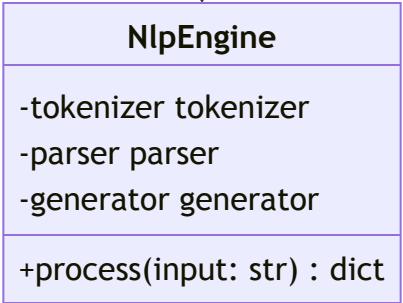 NlpEngine
-tokenizer tokenizer
-parser parser
-generator generator
+process(input: str) : dict